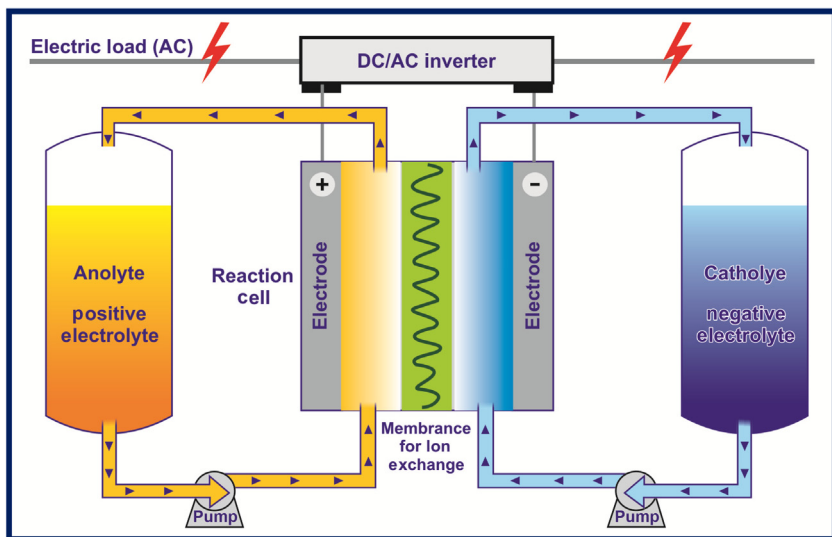 Electric load (AC)
DC/AC inverter
+
-
Anolyte
positive
electrolyte
Reaction
cell
Electrode
Electrode
Catholye
negative
electrolyte
Membrance
for Ion
exchange
Pump
Pump